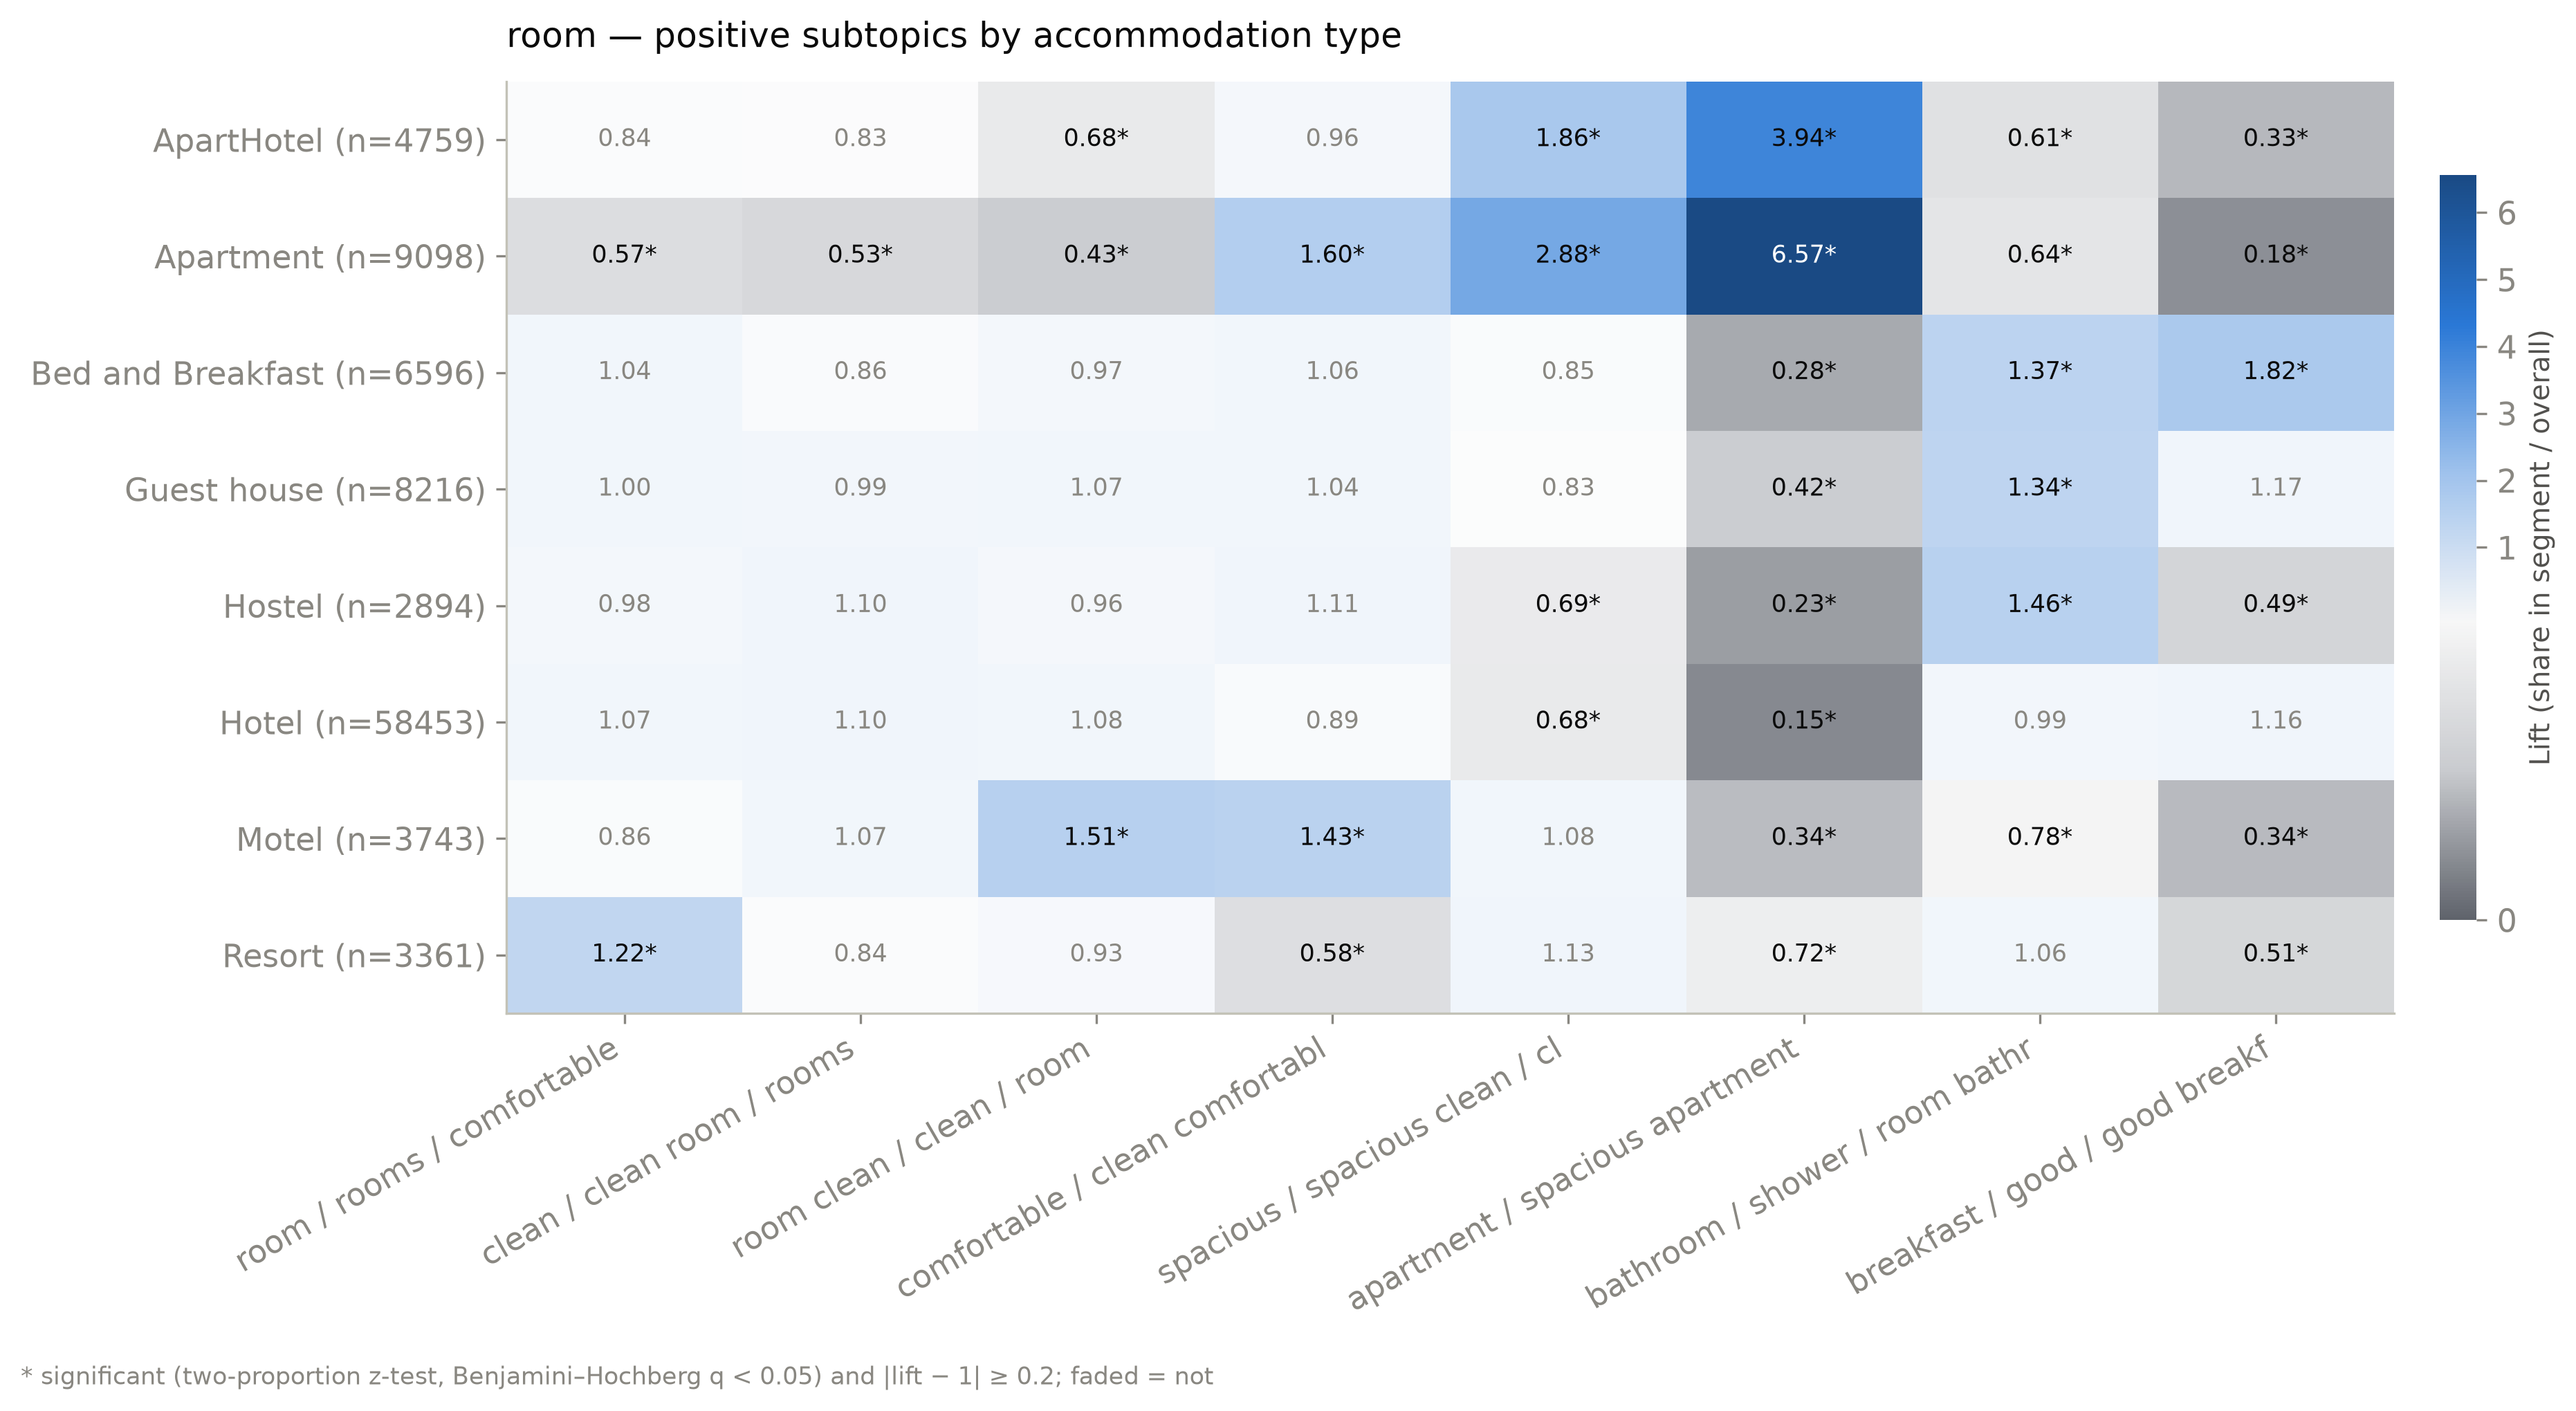 room — positive subtopics by accommodation type
ApartHotel (n=4759) 0.84 0.83 0.68* 0.96 1.86* 3.94* 0.61* 0.33*
Apartment (n=9098) 0.57* 0.53* 0.43* 1.60* 2.88* 6.57* 0.64* 0.18*
Bed and Breakfast (n=6596) 1.04 0.86 0.97 1.06 0.85 0.28* 1.37* 1.82*
Guest house (n=8216) 1.00 0.99 1.07 1.04 0.83 0.42* 1.34* 1.17
Hostel (n=2894) 0.98 1.10 0.96 1.11 0.69* 0.23* 1.46* 0.49*
Hotel (n=58453) 1.07 1.10 1.08 0.89 0.68* 0.15* 0.99 1.16
Motel (n=3743) 0.86 1.07 1.51* 1.43* 1.08 0.34* 0.78* 0.34*
Resort (n=3361) 1.22* 0.84 0.93 0.58* 1.13 0.72* 1.06 0.51*
room / rooms / comfortable
clean / clean room / rooms
room clean / clean / room
comfortable / clean comfortabl
spacious / spacious clean / cl
apartment / spacious apartment
bathroom / shower / room bathr
breakfast / good / good breakf
6
5
4
3
2
1
0
Lift (share in segment / overall)
* significant (two-proportion z-test, Benjamini–Hochberg q < 0.05) and |lift − 1| ≥ 0.2; faded = not